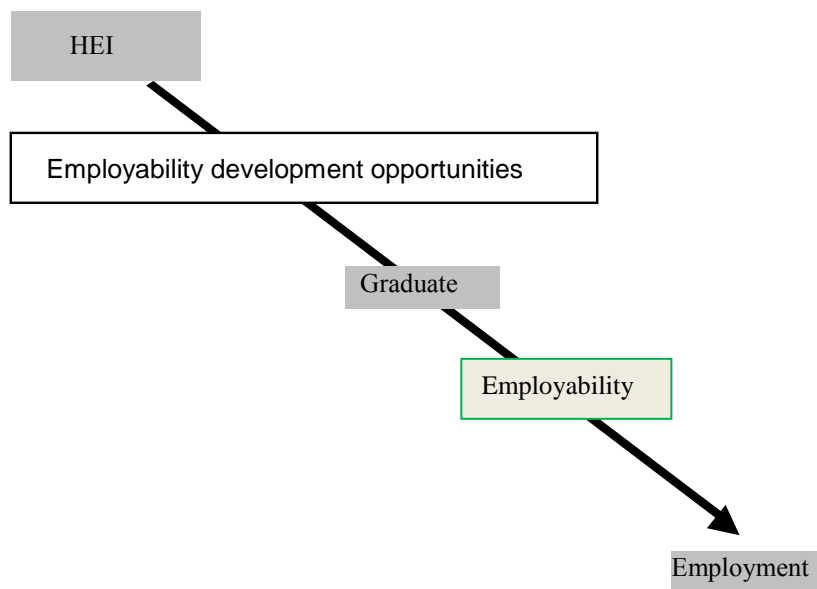 HEI
Employability development opportunities
Graduate
Employability
Employment